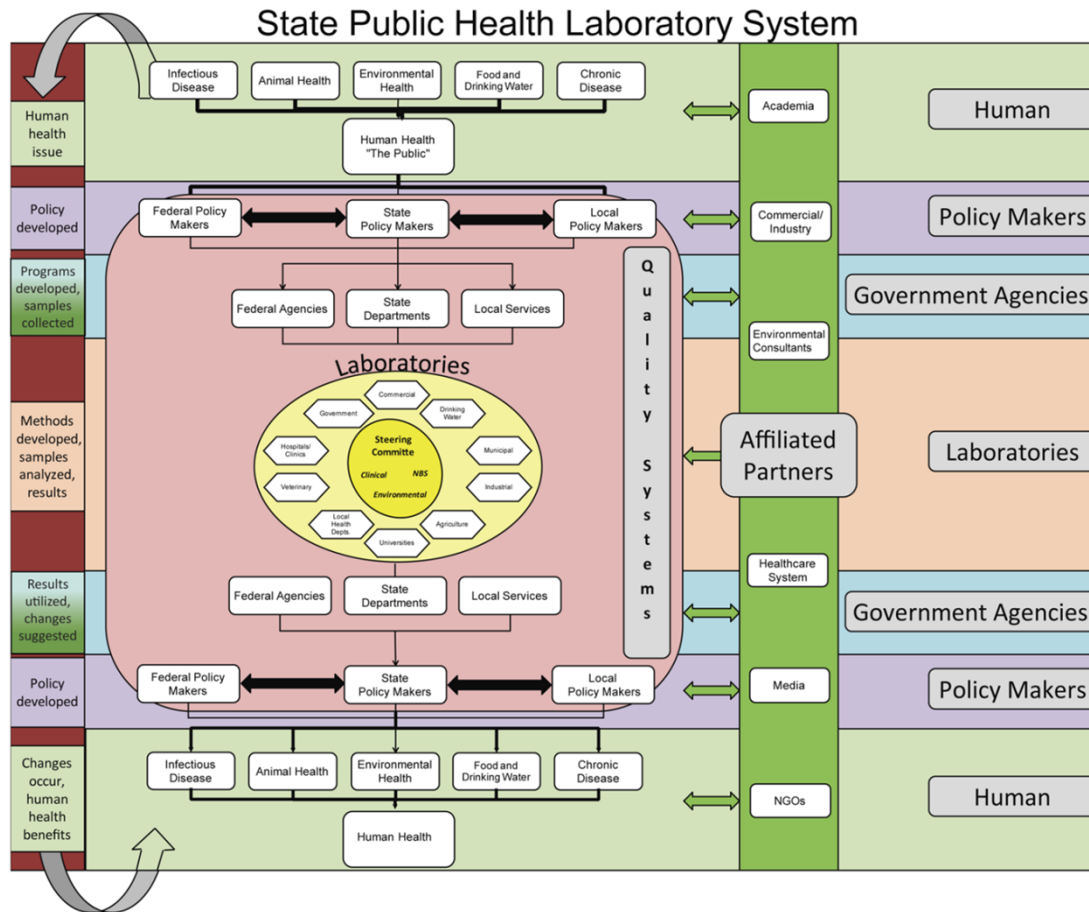 State Public Health Laboratory System
Infectious
Disease
Animal Health
Environmental
Health
Food and
Drinking Water
Chronic
Disease
Academia
Human
Human
health
issue
Human Health
"The Public"
Policy
developed
Federal Policy
Makers
State
Policy Makers
Local
Policy Makers
Commercial/
Industry
Policy Makers
Programs
developed,
samples
collected
Federal Agencies
State
Departments
Local Services
Quality Systems
Government Agencies
Environmental
Consultants
Laboratories
Commercial
Government
Drinking
Water
Hospitals/
Clinics
Municipal
Steering
Committe
Clinical
NBS
Environmental
Veterinary
Industrial
Local
Health
Depts.
Agriculture
Universities
Methods
developed,
samples
analyzed,
results
Affiliated
Partners
Laboratories
Results
utilized,
changes
suggested
Federal Agencies
State
Departments
Local Services
Healthcare
System
Government Agencies
Policy
developed
Federal Policy
Makers
State
Policy Makers
Local
Policy Makers
Media
Policy Makers
Changes
occur,
human
health
benefits
Infectious
Disease
Animal Health
Environmental
Health
Food and
Drinking Water
Chronic
Disease
NGOs
Human
Human Health